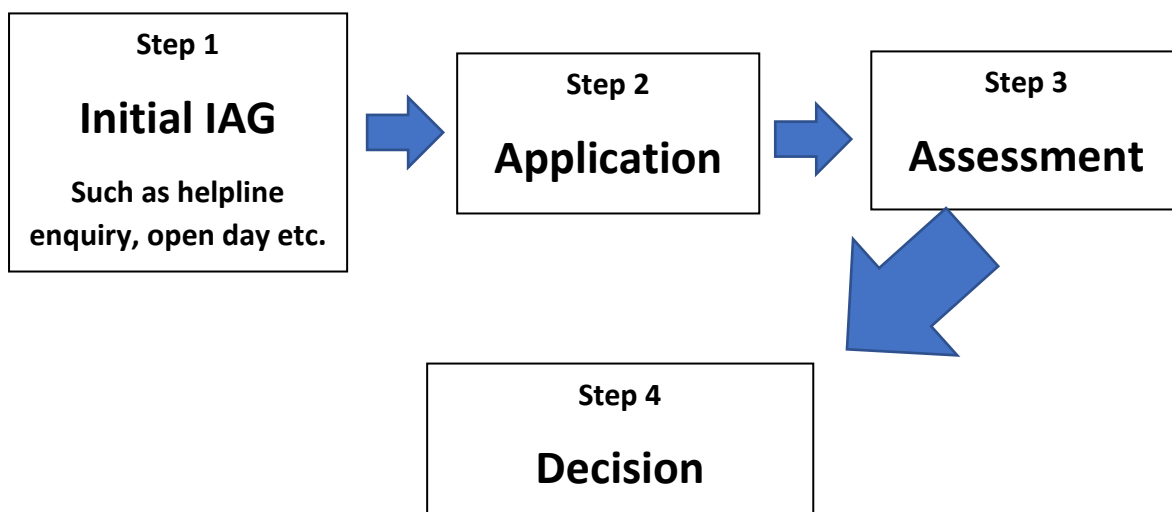 Step 1
Initial IAG
Such as helpline
enquiry, open day etc.
Step 2
Application
Step 3
Assessment
Step 4
Decision